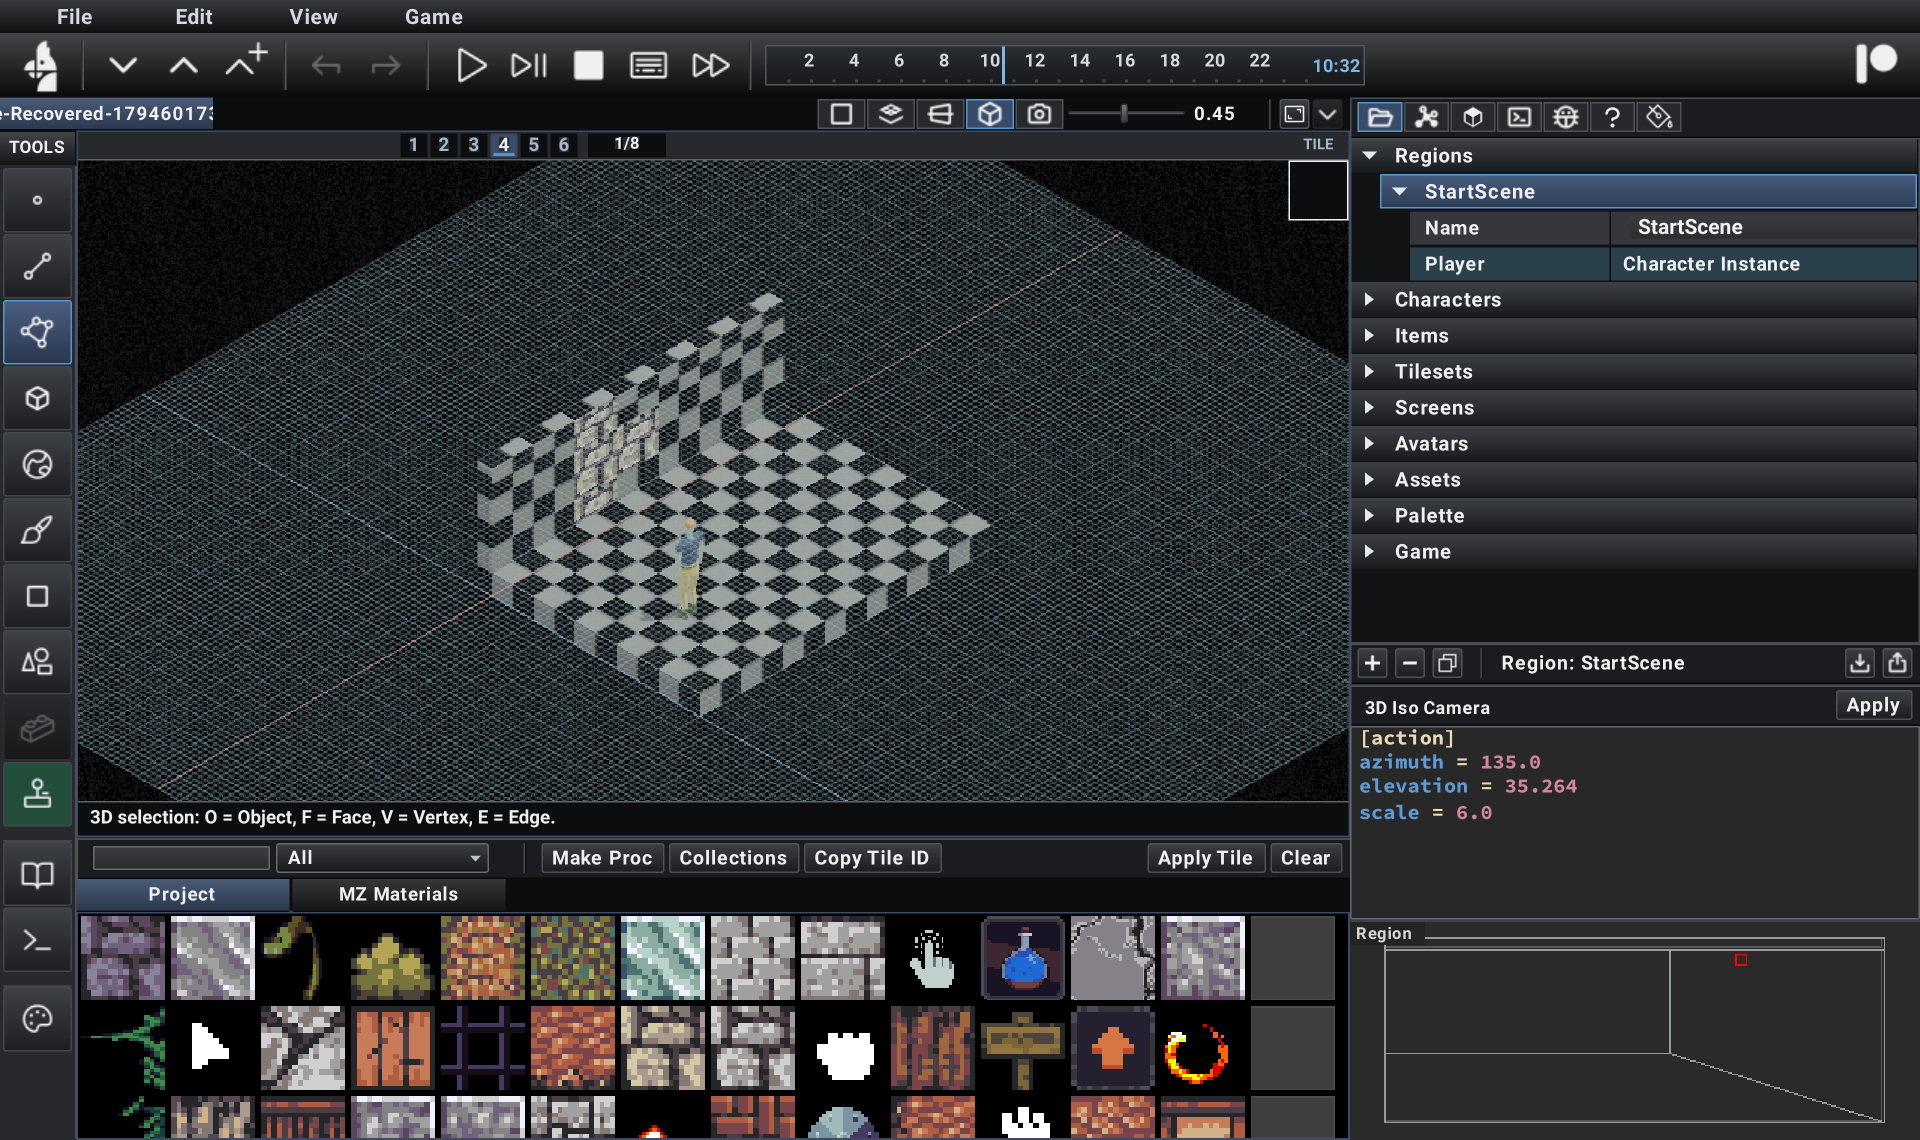 File Edit View Game
2 4 6 8 10 12 14 16 18 20 22 10:32
e-Recovered-179460173
0.45
TOOLS
1 2 3 4 5 6 1/8 TILE
Regions
StartScene
Name StartScene
Player Character Instance
Characters
Items
Tilesets
Screens
Avatars
Assets
Palette
Game
Region: StartScene
3D Iso Camera Apply
[action]
azimuth = 135.0
elevation = 35.264
scale = 6.0
3D selection: O = Object, F = Face, V = Vertex, E = Edge.
All Make Proc Collections Copy Tile ID Apply Tile Clear
Project MZ Materials
Region